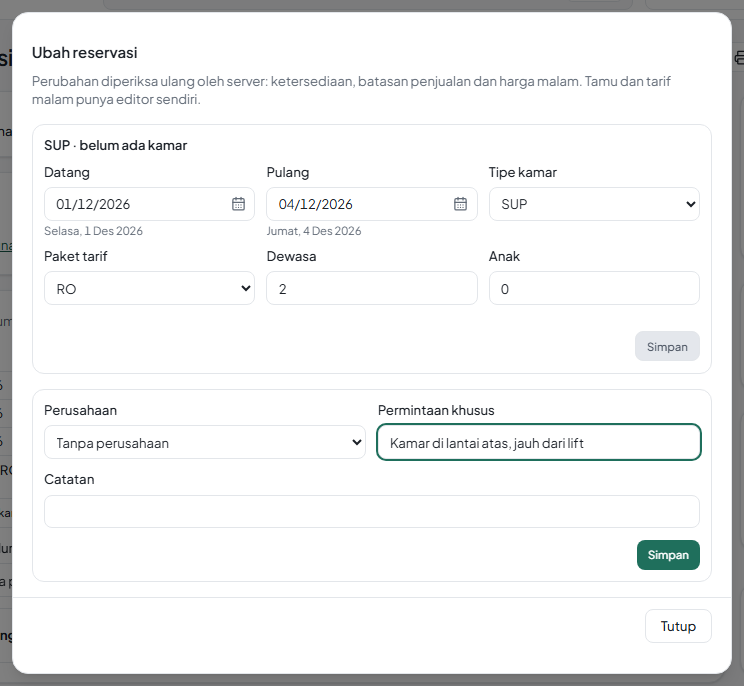 Ubah reservasi
Perubahan diperiksa ulang oleh server: ketersediaan, batasan penjualan dan harga malam. Tamu dan tarif
malam punya editor sendiri.
SUP · belum ada kamar
Datang Pulang Tipe kamar
01/12/2026 04/12/2026 SUP
Selasa, 1 Des 2026 Jumat, 4 Des 2026
Paket tarif Dewasa Anak
RO 2 0
Simpan
Perusahaan Permintaan khusus
Tanpa perusahaan Kamar di lantai atas, jauh dari lift
Catatan
Simpan
Tutup